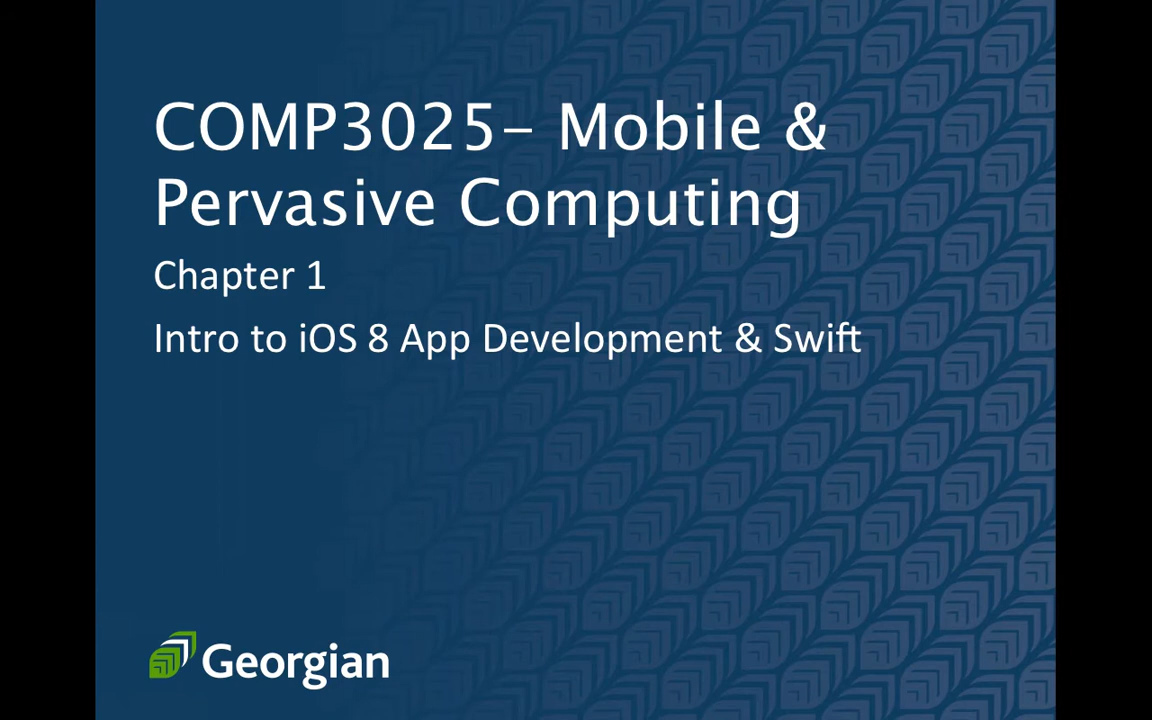 COMP3025– Mobile &
Pervasive Computing
Chapter 1
Intro to iOS 8 App Development & Swift
Georgian